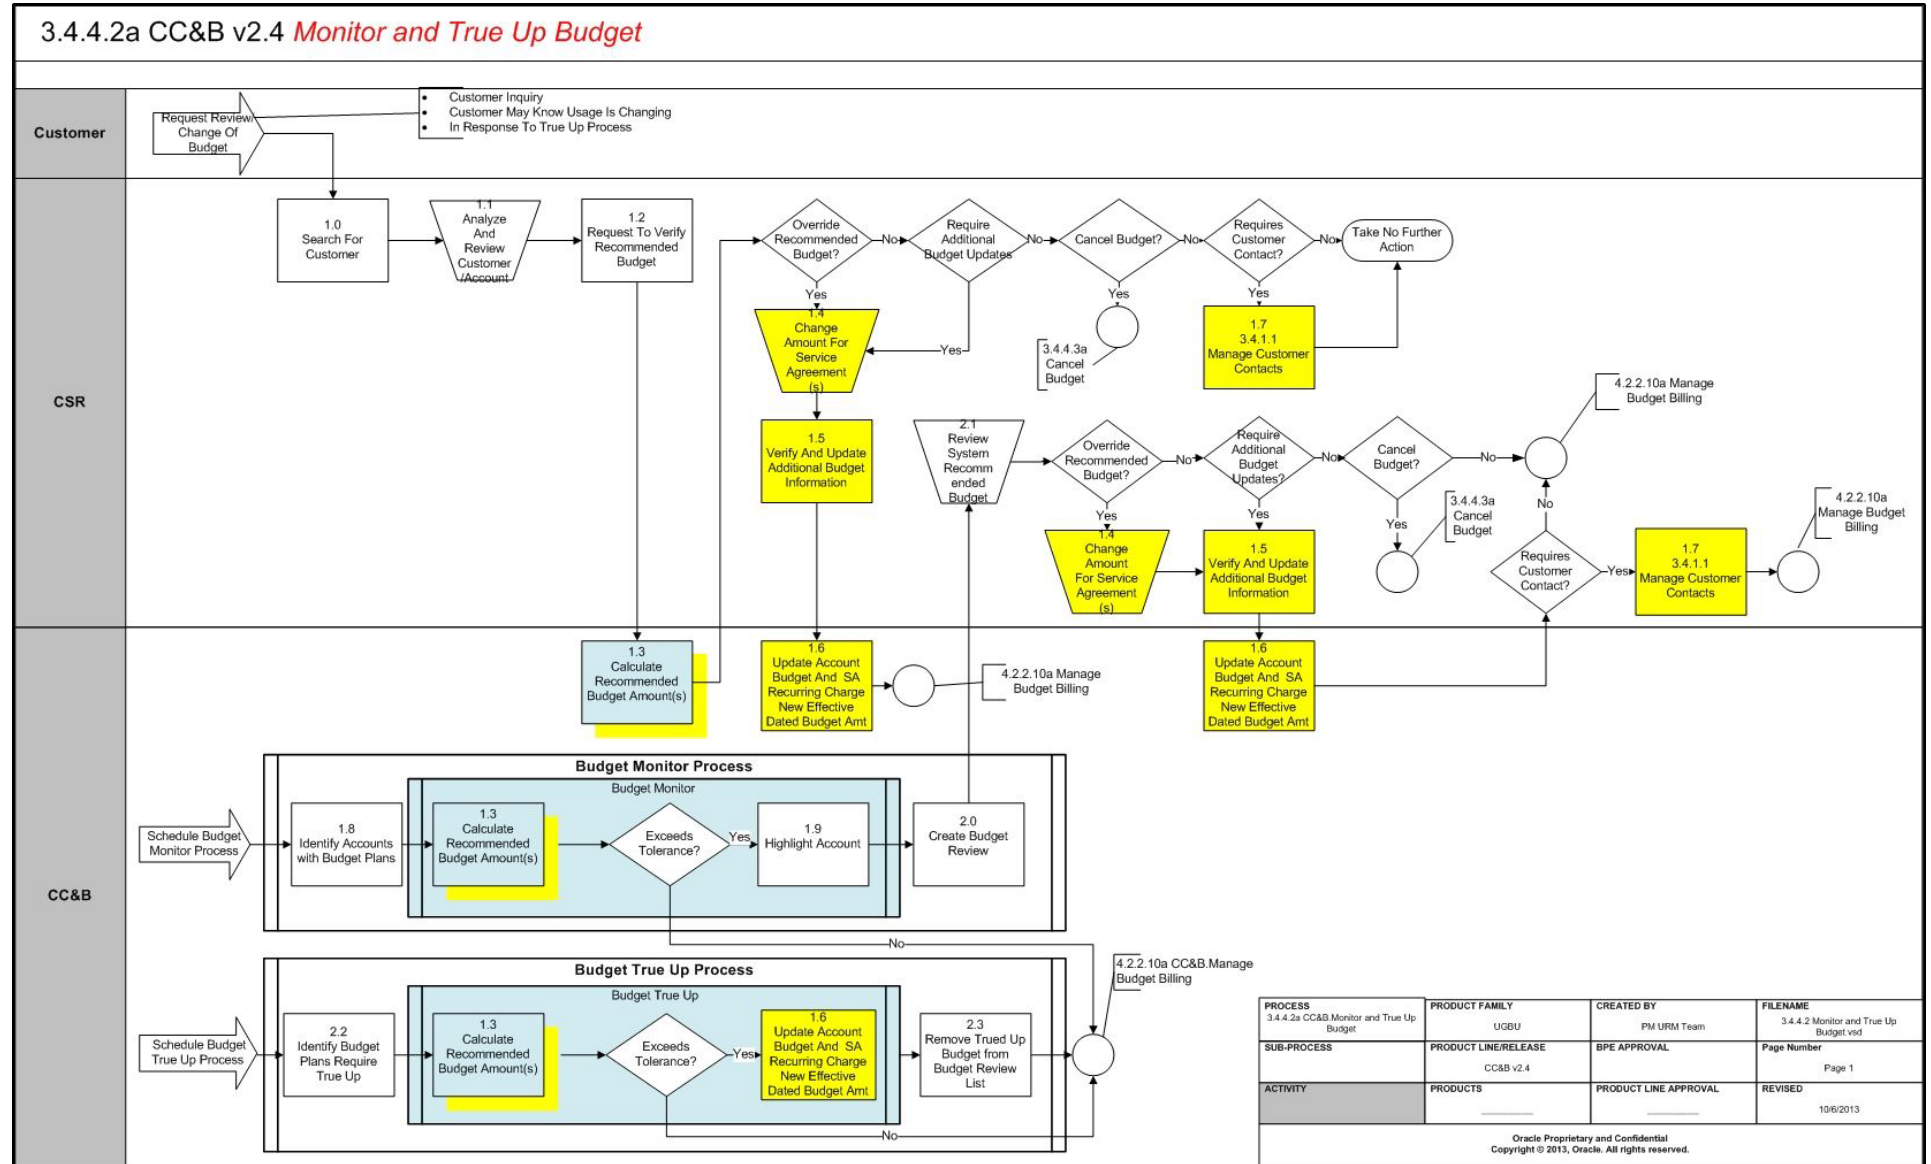 3.4.4.2a CC&B v2.4 Monitor and True Up Budget
Customer
Request Review/
Change Of
Budget
• Customer Inquiry
• Customer May Know Usage Is Changing
• In Response To True Up Process
CSR
1.0
Search For
Customer
1.1
Analyze
And
Review
Customer
/Account
1.2
Request To Verify
Recommended
Budget
Override
Recommended
Budget?
No
Require
Additional
Budget Updates
No
Cancel Budget?
No
Requires
Customer
Contact?
No
Take No Further
Action
Yes
Yes
Yes
Yes
1.4
Change
Amount For
Service
Agreement
(s)
3.4.4.3a
Cancel
Budget
1.7
3.4.1.1
Manage Customer
Contacts
1.5
Verify And Update
Additional Budget
Information
2.1
Review
System
Recomm
ended
Budget
Override
Recommended
Budget?
No
Require
Additional
Budget
Updates?
No
Cancel
Budget?
No
4.2.2.10a Manage
Budget Billing
Yes
Yes
Yes
3.4.4.3a
Cancel
Budget
No
1.4
Change
Amount
For Service
Agreement
(s)
1.5
Verify And Update
Additional Budget
Information
Requires
Customer
Contact?
Yes
1.7
3.4.1.1
Manage Customer
Contacts
4.2.2.10a
Manage Budget
Billing
CC&B
1.3
Calculate
Recommended
Budget Amount(s)
1.6
Update Account
Budget And SA
Recurring Charge
New Effective
Dated Budget Amt
4.2.2.10a Manage
Budget Billing
1.6
Update Account
Budget And SA
Recurring Charge
New Effective
Dated Budget Amt
Budget Monitor Process
Budget Monitor
Schedule Budget
Monitor Process
1.8
Identify Accounts
with Budget Plans
1.3
Calculate
Recommended
Budget Amount(s)
Exceeds
Tolerance?
Yes
1.9
Highlight Account
2.0
Create Budget
Review
No
Budget True Up Process
Budget True Up
Schedule Budget
True Up Process
2.2
Identify Budget
Plans Require
True Up
1.3
Calculate
Recommended
Budget Amount(s)
Exceeds
Tolerance?
Yes
1.6
Update Account
Budget And SA
Recurring Charge
New Effective
Dated Budget Amt
2.3
Remove Trued Up
Budget from
Budget Review
List
No
4.2.2.10a CC&B.Manage
Budget Billing
PROCESS
3.4.4.2a CC&B.Monitor and True Up
Budget
PRODUCT FAMILY
UGBU
CREATED BY
PM URM Team
FILENAME
3.4.4.2 Monitor and True Up
Budget.vsd
SUB-PROCESS
PRODUCT LINE/RELEASE
CC&B v2.4
BPE APPROVAL
Page Number
Page 1
ACTIVITY
PRODUCTS
PRODUCT LINE APPROVAL
REVISED
10/6/2013
Oracle Proprietary and Confidential
Copyright © 2013, Oracle. All rights reserved.